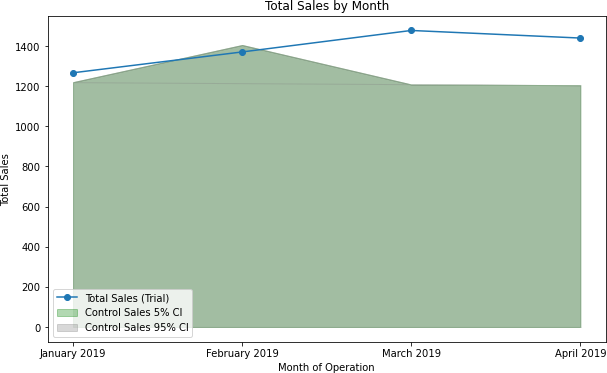 Total Sales by Month
1400
1200
1000
800
600
400
200
0
Total Sales
Total Sales (Trial)
Control Sales 5% CI
Control Sales 95% CI
January 2019
February 2019
March 2019
April 2019
Month of Operation